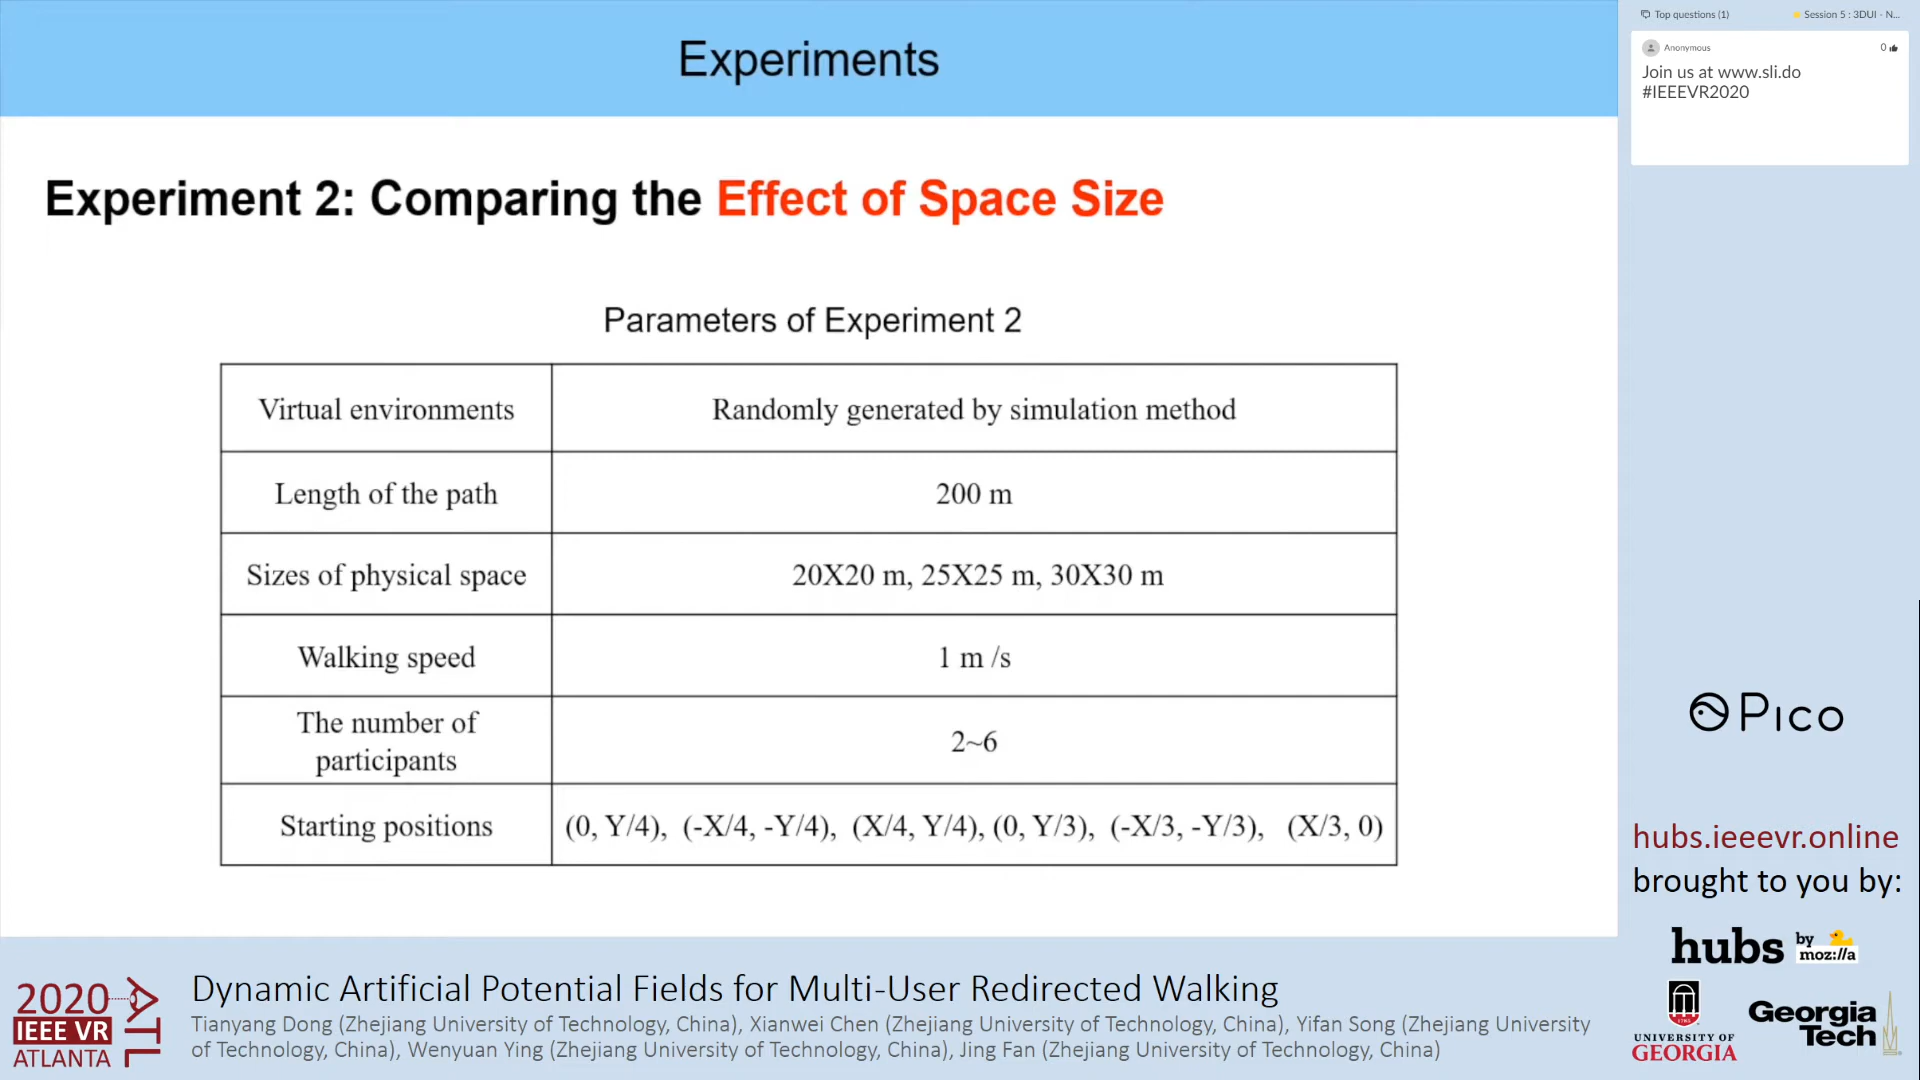 Experiments
Experiment 2: Comparing the Effect of Space Size
Parameters of Experiment 2
Virtual environments
Randomly generated by simulation method
Length of the path
200 m
Sizes of physical space
20X20 m, 25X25 m, 30X30 m
Walking speed
1 m /s
The number of
participants
2~6
Starting positions
(0, Y/4), (-X/4, -Y/4), (X/4, Y/4), (0, Y/3), (-X/3, -Y/3), (X/3, 0)
Top questions (1)
Session 5 : 3DUI - N...
Anonymous
0
Join us at www.sli.do
#IEEEVR2020
Pico
hubs.ieeevr.online
brought to you by:
hubs by
moz://a
UNIVERSITY OF
GEORGIA
Georgia
Tech
2020
IEEE VR
ATLANTA
ATL
Dynamic Artificial Potential Fields for Multi-User Redirected Walking
Tianyang Dong (Zhejiang University of Technology, China), Xianwei Chen (Zhejiang University of Technology, China), Yifan Song (Zhejiang University
of Technology, China), Wenyuan Ying (Zhejiang University of Technology, China), Jing Fan (Zhejiang University of Technology, China)